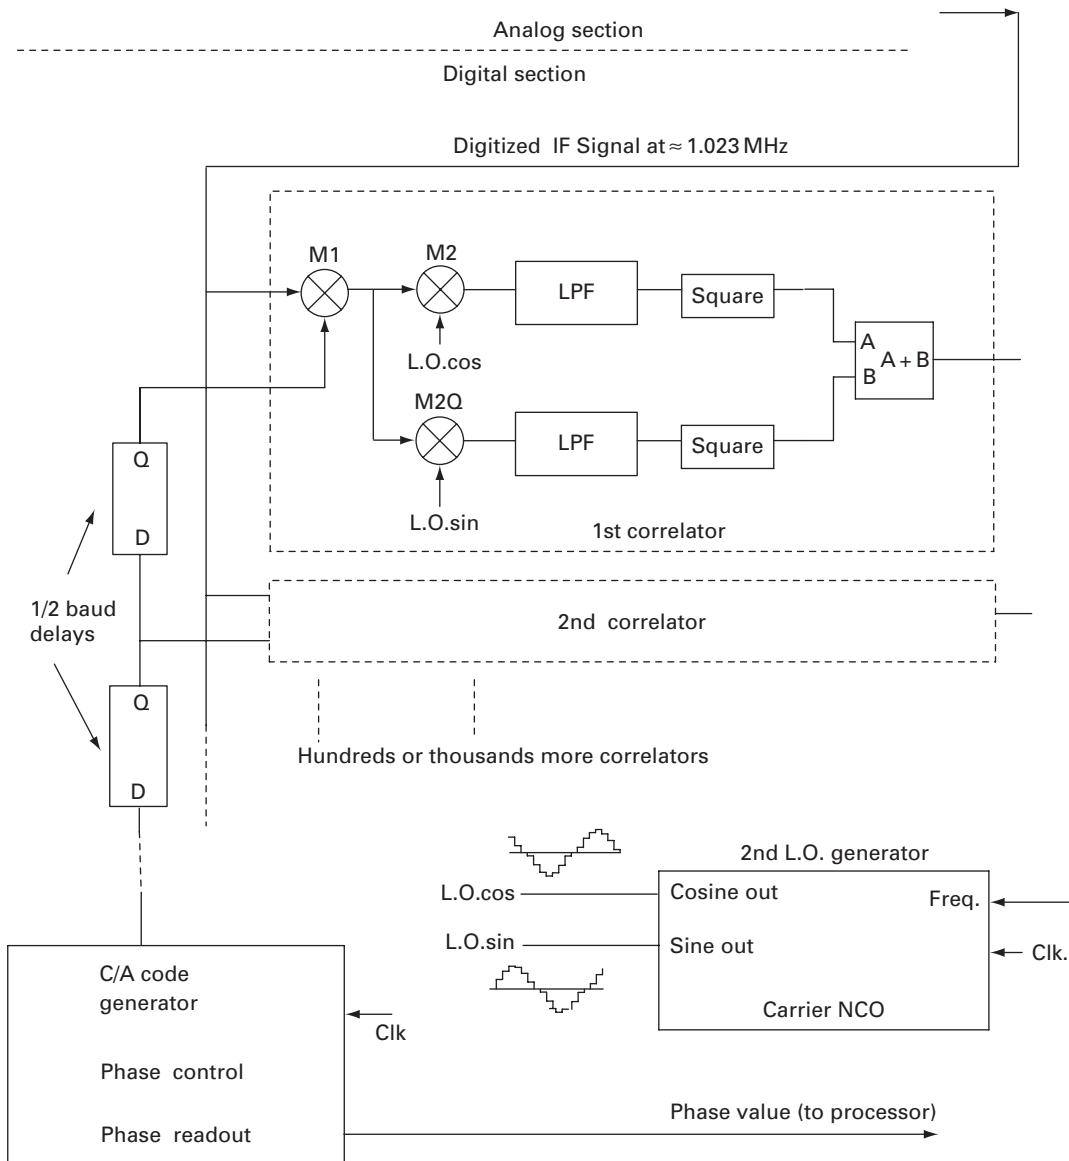 Analog section
Digital section
Digitized IF Signal at ≈ 1.023 MHz
M1
M2
LPF
Square
L.O.cos
A
A + B
B
M2Q
LPF
Square
L.O.sin
1st correlator
Q
D
1/2 baud
delays
2nd correlator
Q
D
Hundreds or thousands more correlators
2nd L.O. generator
L.O.cos
Cosine out
Freq.
L.O.sin
Sine out
Clk.
Carrier NCO
C/A code
generator
Clk
Phase control
Phase readout
Phase value (to processor)